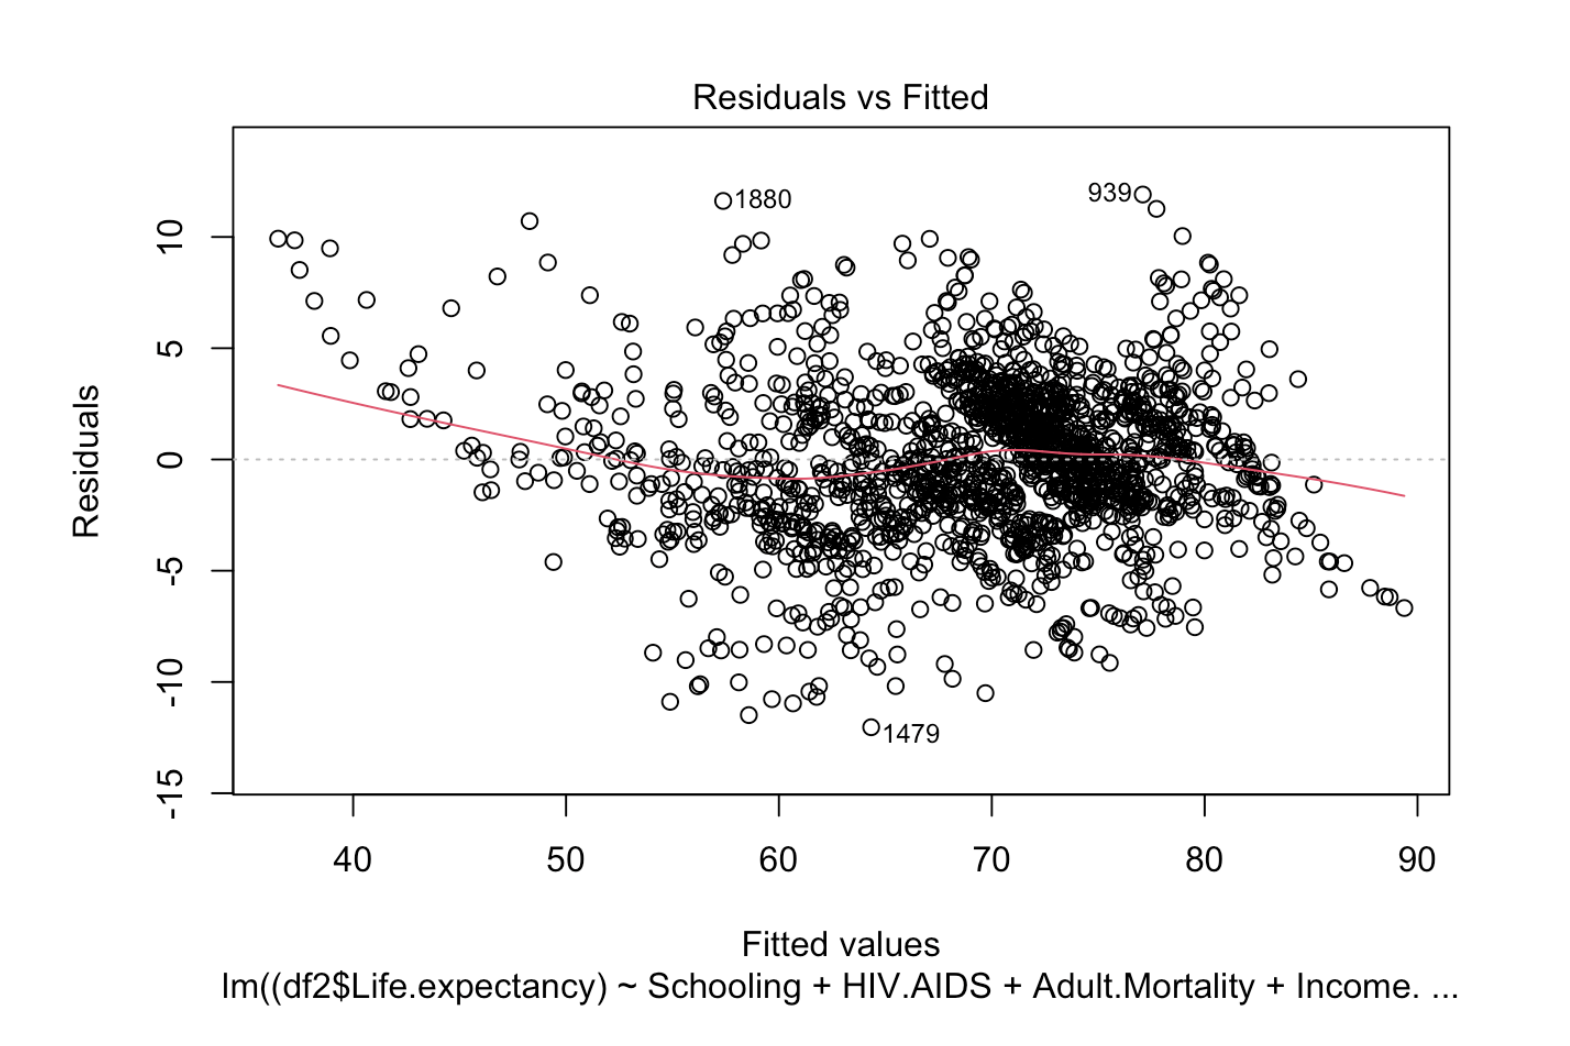 Residuals vs Fitted
1880
939
1479
10
5
0
-5
-10
-15
Residuals
40 50 60 70 80 90
Fitted values
lm((df2$Life.expectancy) ~ Schooling + HIV.AIDS + Adult.Mortality + Income. ...